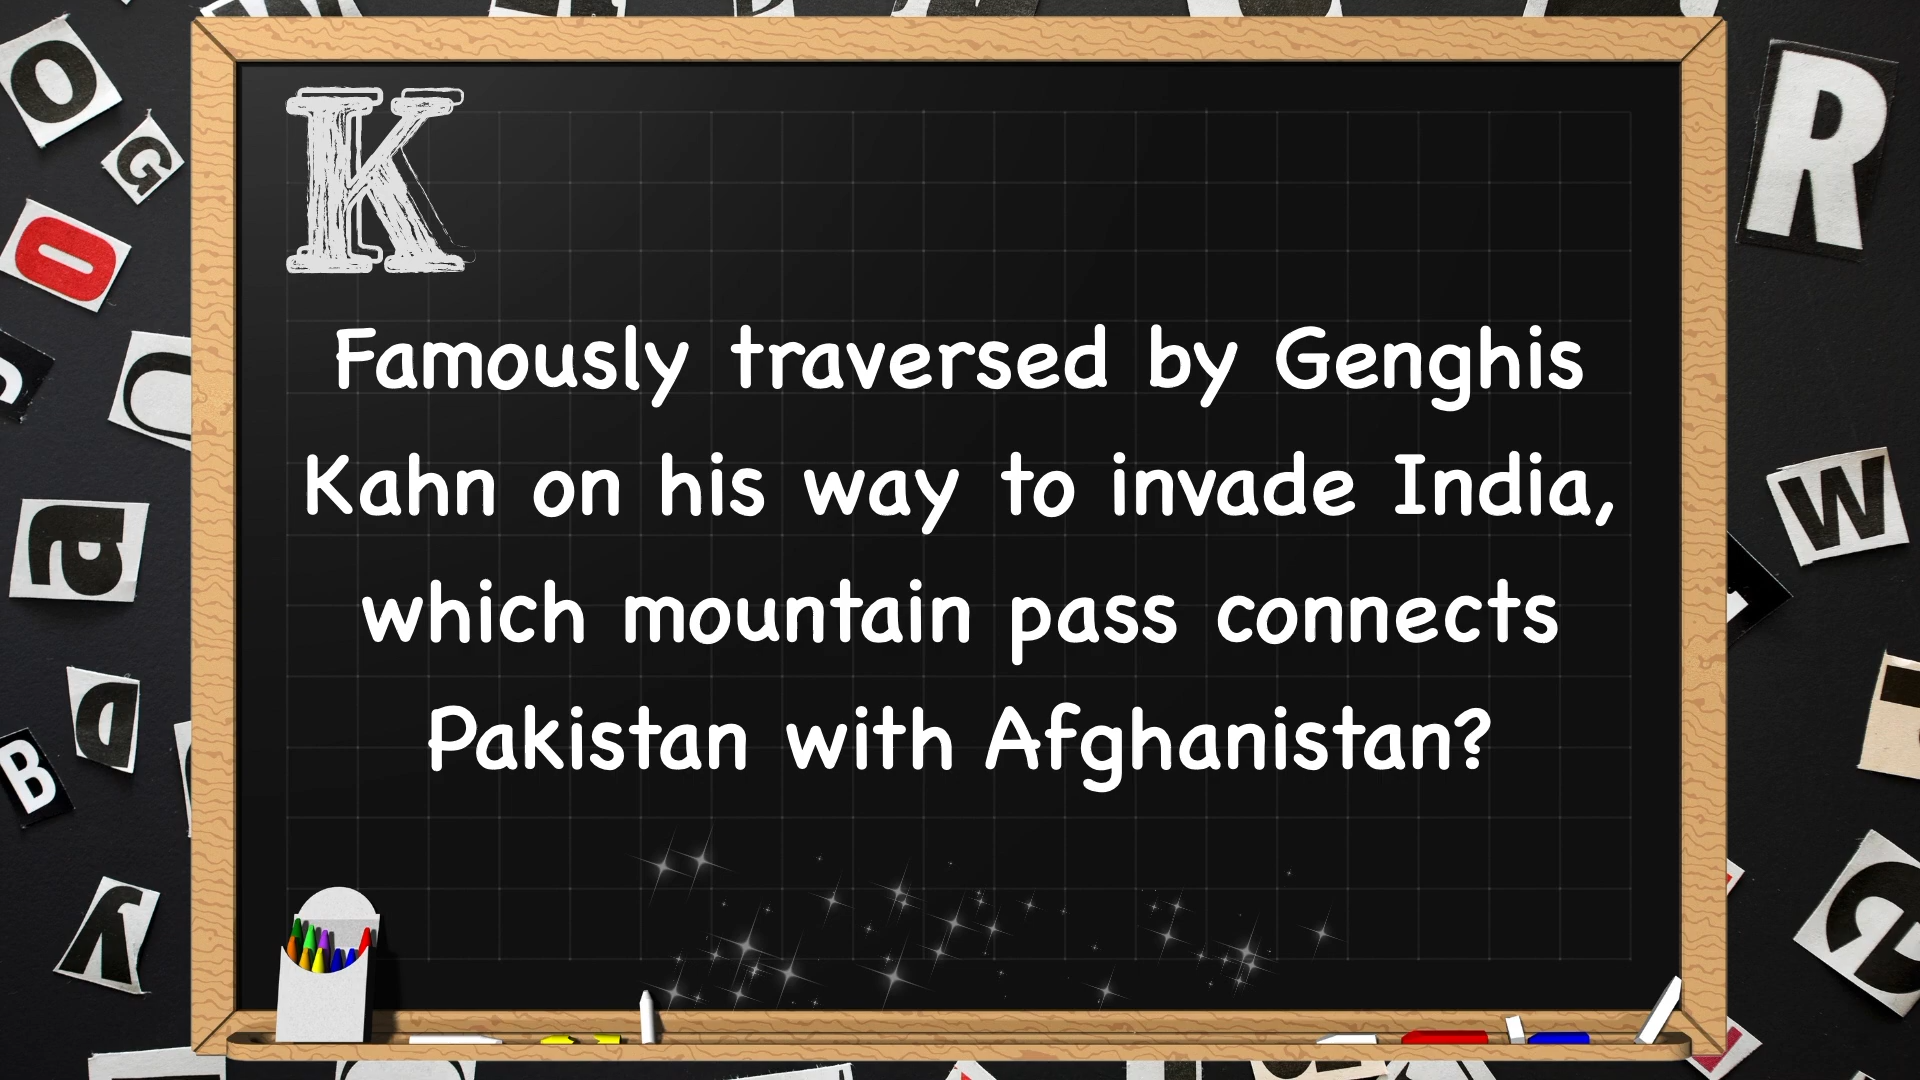 K
Famously traversed by Genghis
Kahn on his way to invade India,
which mountain pass connects
Pakistan with Afghanistan?
O
G
O
a
D
B
y
R
W
e